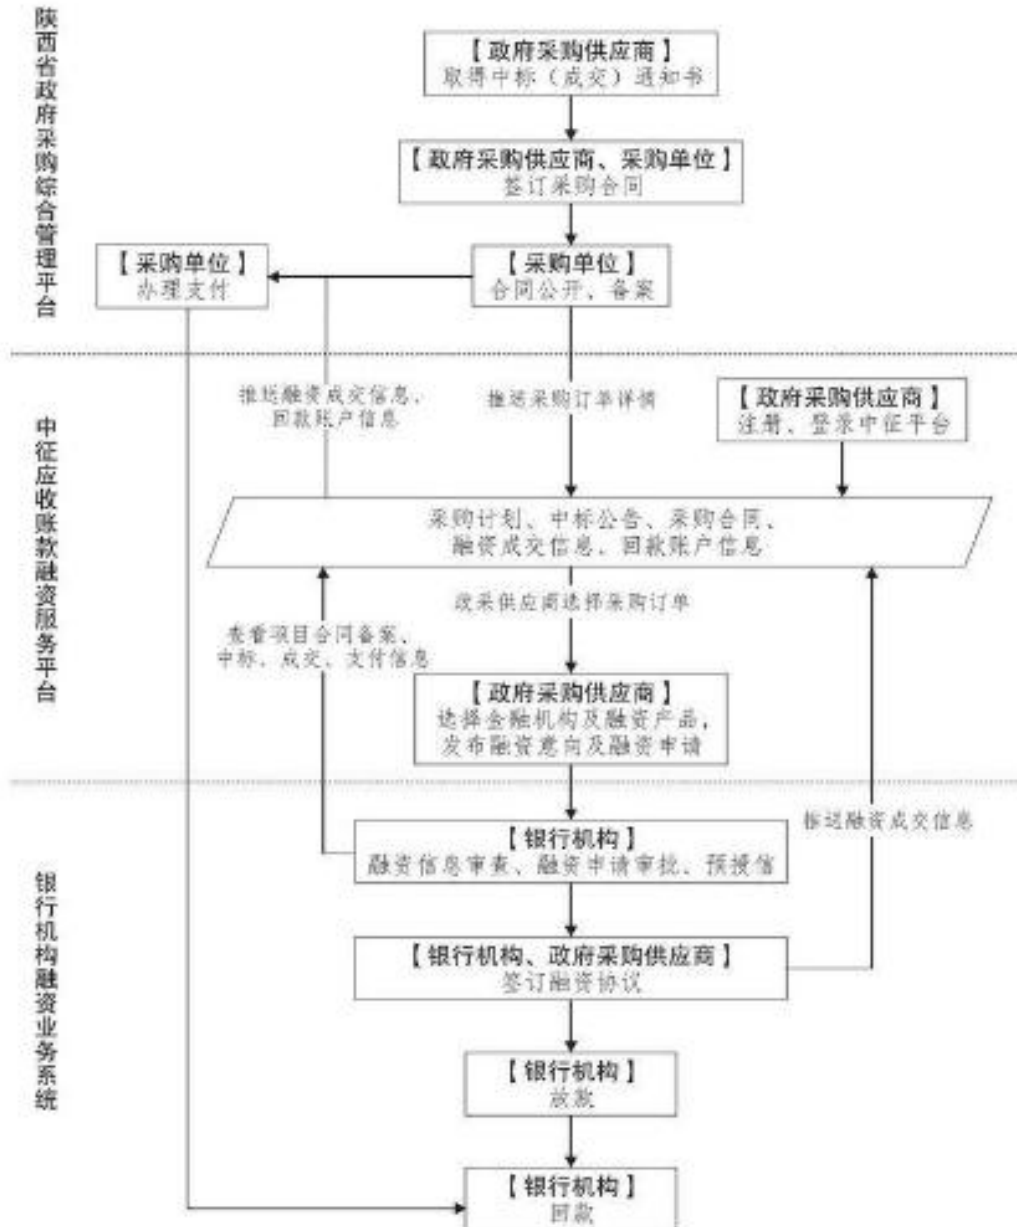 陕西省政府采购综合管理平台
【政府采购供应商】
取得中标（成交）通知书
【政府采购供应商、采购单位】
签订采购合同
【采购单位】
办理支付
【采购单位】
合同公开、备案
中征应收账款融资服务平台
推送融资成交信息、
回款账户信息
推送采购订单详情
【政府采购供应商】
注册、登录中征平台
采购计划、中标公告、采购合同、
融资成交信息、回款账户信息
政采供应商选择采购订单
查看项目合同备案、
中标、成交、支付信息
【政府采购供应商】
选择金融机构及融资产品，
发布融资意向及融资申请
银行机构融资业务系统
【银行机构】
融资信息审查、融资申请审批、预授信
推送融资成交信息
【银行机构、政府采购供应商】
签订融资协议
【银行机构】
放款
【银行机构】
回款